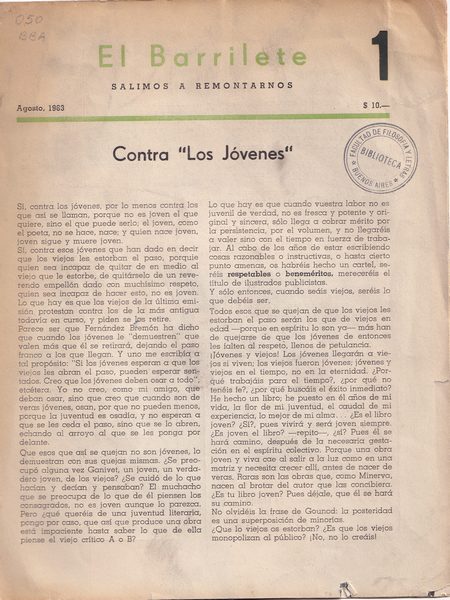 050
BBA
El Barrilete
1
SALIMOS A REMONTARNOS
Agosto, 1963
$ 10.—
FACULTAD DE FILOSOFIA Y LETRAS
BIBLIOTECA
BUENOS AIRES
Contra "Los Jóvenes"
Si, contra los jóvenes, por lo menos contra los
que así se llaman, porque no es joven el que
quiere, sino el que puede serlo; el joven, como
el poeta, no se hace, nace; y quien nace joven,
joven sigue y muere joven.
Sí, contra esos jóvenes que han dado en decir
que los viejos les estorban el paso, porque
quien sea incapaz de quitar de en medio al
viejo que le estorbe, de quitárselo de un reve-
rendo empellón dado con muchísimo respeto,
quien sea incapaz de hacer esto, no es joven.
Lo que hay es que los viejos de la última emi-
sión protestan contra los de la más antigua
todavía en curso, y piden se les retire.
Parece ser que Fernández Bremón ha dicho
que cuando los jóvenes le "demuestren" que
valen más que él se retirará, dejando el paso
franco a los que llegan. Y uno me escribía a
tal propósito: "Si los jóvenes esperan a que los
viejos les abran el paso, pueden esperar sen-
tados. Creo que los jóvenes deben osar a todo",
etcétera. Yo no creo, como mi amigo, que
deban osar, sino que creo que cuando son de
veras jóvenes, osan, por que no pueden menos,
porque la juventud es osadía, y no esperan a
que se les ceda el paso, sino que se lo abren,
echando al arroyo al que se les ponga por
delante.
Que esos que así se quejan no son jóvenes, lo
demuestran con sus quejas mismas. ¿Se preo-
cupó alguna vez Ganivet, un joven, un verda-
dero joven, de los viejos? ¿Se cuidó de lo que
hacían y decían y pensaban? El muchacho
que se preocupa de lo que de él piensen los
consagrados, no es joven aunque lo parezca.
Pero ¿qué queréis de una juventud literaria,
pongo por caso, que así que produce una obra
está impaciente hasta saber lo que de ella
piense el viejo crítico A o B?
Lo que hay es que cuando vuestra labor no es
juvenil de verdad, no es fresca y potente y ori-
ginal y sincera, sólo llega a cobrar mérito por
la persistencia, por el volumen, y no llegaréis
a valer sino con el tiempo en fuerza de traba-
jar. Al cabo de los años de estar escribiendo
cosas razonables o instructivas, o hasta cierto
punto amenas, os habréis hecho un cartel, se-
réis respetables o beneméritos, mereceréis el
título de ilustrados publicistas.
Y sólo entonces, cuando seáis viejos, seréis lo
que debéis ser.
Todos esos que se quejan de que los viejos les
estorban el paso serán los que de viejos en
edad —porque en espíritu lo son ya— más han
de quejarse de que los jóvenes de entonces
les falten al respeto, llenos de petulancia.
¡Jóvenes y viejos! Los jóvenes llegarán a vie-
jos si viven; los viejos fueron jóvenes; jóvenes y
viejos en el tiempo, no en la eternidad. ¿Por-
qué trabajáis para el tiempo?, ¿por qué no
tenéis fe?, ¿por qué buscáis el éxito inmediato?
He hecho un libro; he puesto en él años de mi
vida, la flor de mi juventud, el caudal de mi
experiencia, lo mejor de mi alma . . . ¿Es el libro
joven? ¿Sí?, pues vivirá y será joven siempre.
¿Es joven el libro? —repito—, ¿sí? Pues él se
hará camino, después de la necesaria gesta-
ción en el espíritu colectivo. Porque una obra
joven y viva cae al salir a la luz como en una
matriz y necesita crecer allí, antes de nacer de
veras. Raras son las obras que, como Minerva,
nacen al brotar del autor que las concibiera.
¿Es tu libro joven? Pues déjale, que él se hará
su camino.
No olvidéis la frase de Gounod: la posteridad
es una superposición de minorías.
¿Que lo viejos os estorban? ¿Es que los viejos
monopolizan al público? ¡No, no lo creáis!